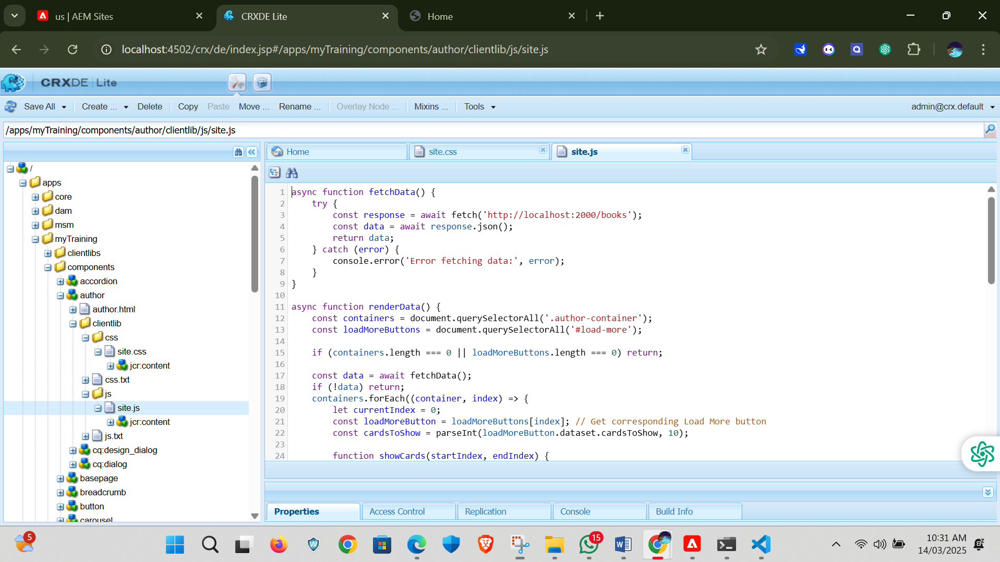 us | AEM Sites
CRXDE Lite
Home
localhost:4502/crx/de/index.jsp#/apps/myTraining/components/author/clientlib/js/site.js
CRXDE | Lite
Save All
Create ...
Delete
Copy
Paste
Move ...
Rename ...
Overlay Node ...
Mixins ...
Tools
admin@crx.default
/apps/myTraining/components/author/clientlib/js/site.js
/
apps
core
dam
msm
myTraining
clientlibs
components
accordion
author
author.html
clientlib
css
site.css
jcr:content
css.txt
js
site.js
jcr:content
js.txt
cq:design_dialog
cq:dialog
basepage
breadcrumb
button
carousel
Home
site.css
site.js
1 async function fetchData() {
2     try {
3         const response = await fetch('http://localhost:2000/books');
4         const data = await response.json();
5         return data;
6     } catch (error) {
7         console.error('Error fetching data:', error);
8     }
9 }
10
11 async function renderData() {
12     const containers = document.querySelectorAll('.author-container');
13     const loadMoreButtons = document.querySelectorAll('#load-more');
14
15     if (containers.length === 0 || loadMoreButtons.length === 0) return;
16
17     const data = await fetchData();
18     if (!data) return;
19     containers.forEach((container, index) => {
20         let currentIndex = 0;
21         const loadMoreButton = loadMoreButtons[index]; // Get corresponding Load More button
22         const cardsToShow = parseInt(loadMoreButton.dataset.cardsToShow, 10);
23
24         function showCards(startIndex, endIndex) {
Properties
Access Control
Replication
Console
Build Info
5
15
10:31 AM
14/03/2025